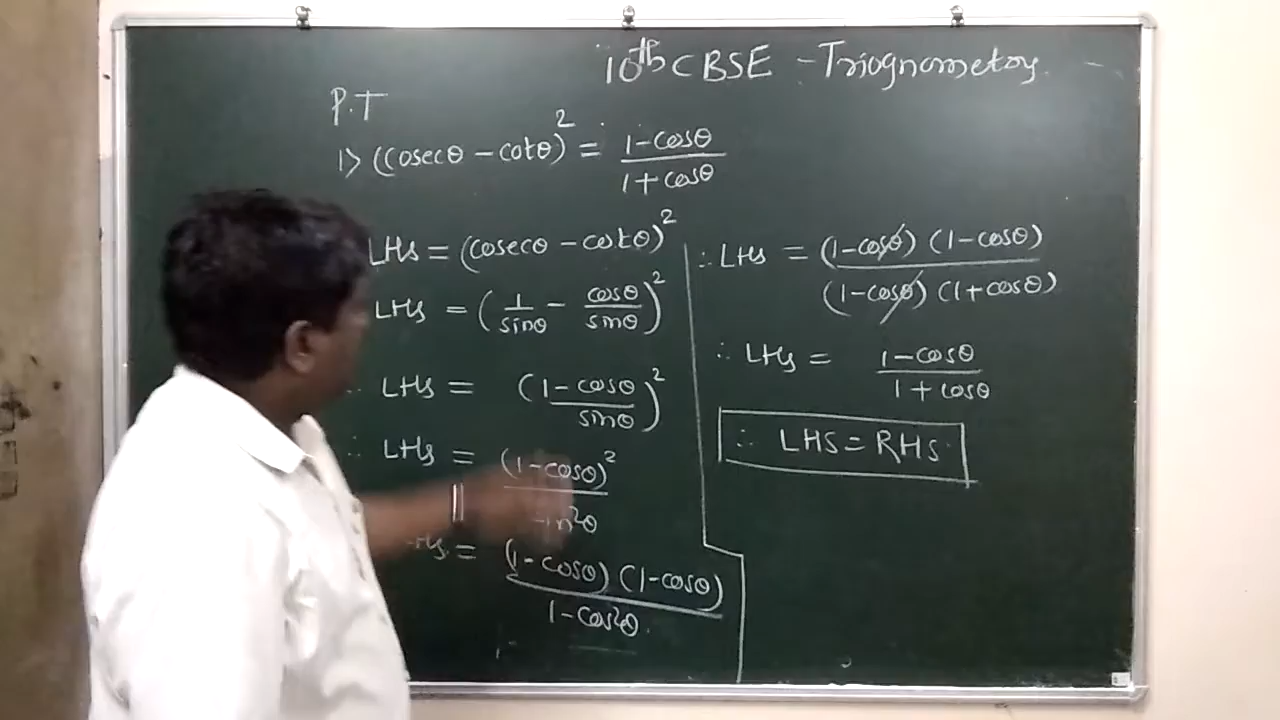 10th CBSE - Triognometry
P.T
1> (cosecθ - cotθ)² = (1-cosθ)/(1+cosθ)
LHS = (cosecθ - cotθ)²
LHS = (1/sinθ - cosθ/sinθ)²
∴ LHS = ((1-cosθ)/sinθ)²
∴ LHS = (1-cosθ)²/sin²θ
LHS = (1-cosθ)(1-cosθ)/1-cos²θ
∴ LHS = (1-cosθ)(1-cosθ)/(1-cosθ)(1+cosθ)
∴ LHS = (1-cosθ)/(1+cosθ)
∴ LHS = RHS